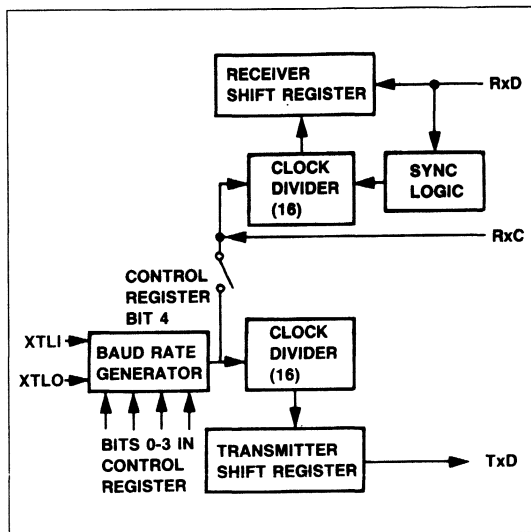 RECEIVER
SHIFT REGISTER
RxD
CLOCK
DIVIDER
(16)
SYNC
LOGIC
RxC
CONTROL
REGISTER
BIT 4
XTLI
XTLO
BAUD RATE
GENERATOR
CLOCK
DIVIDER
(16)
BITS 0-3 IN
CONTROL
REGISTER
TRANSMITTER
SHIFT REGISTER
TxD